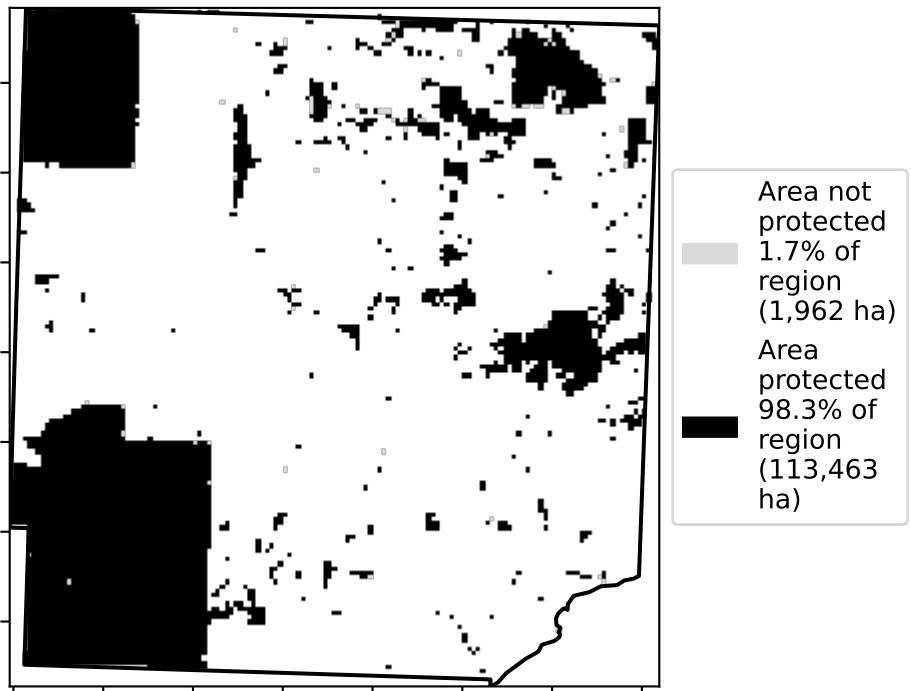 Area not
protected
1.7% of
region
(1,962 ha)
Area
protected
98.3% of
region
(113,463
ha)